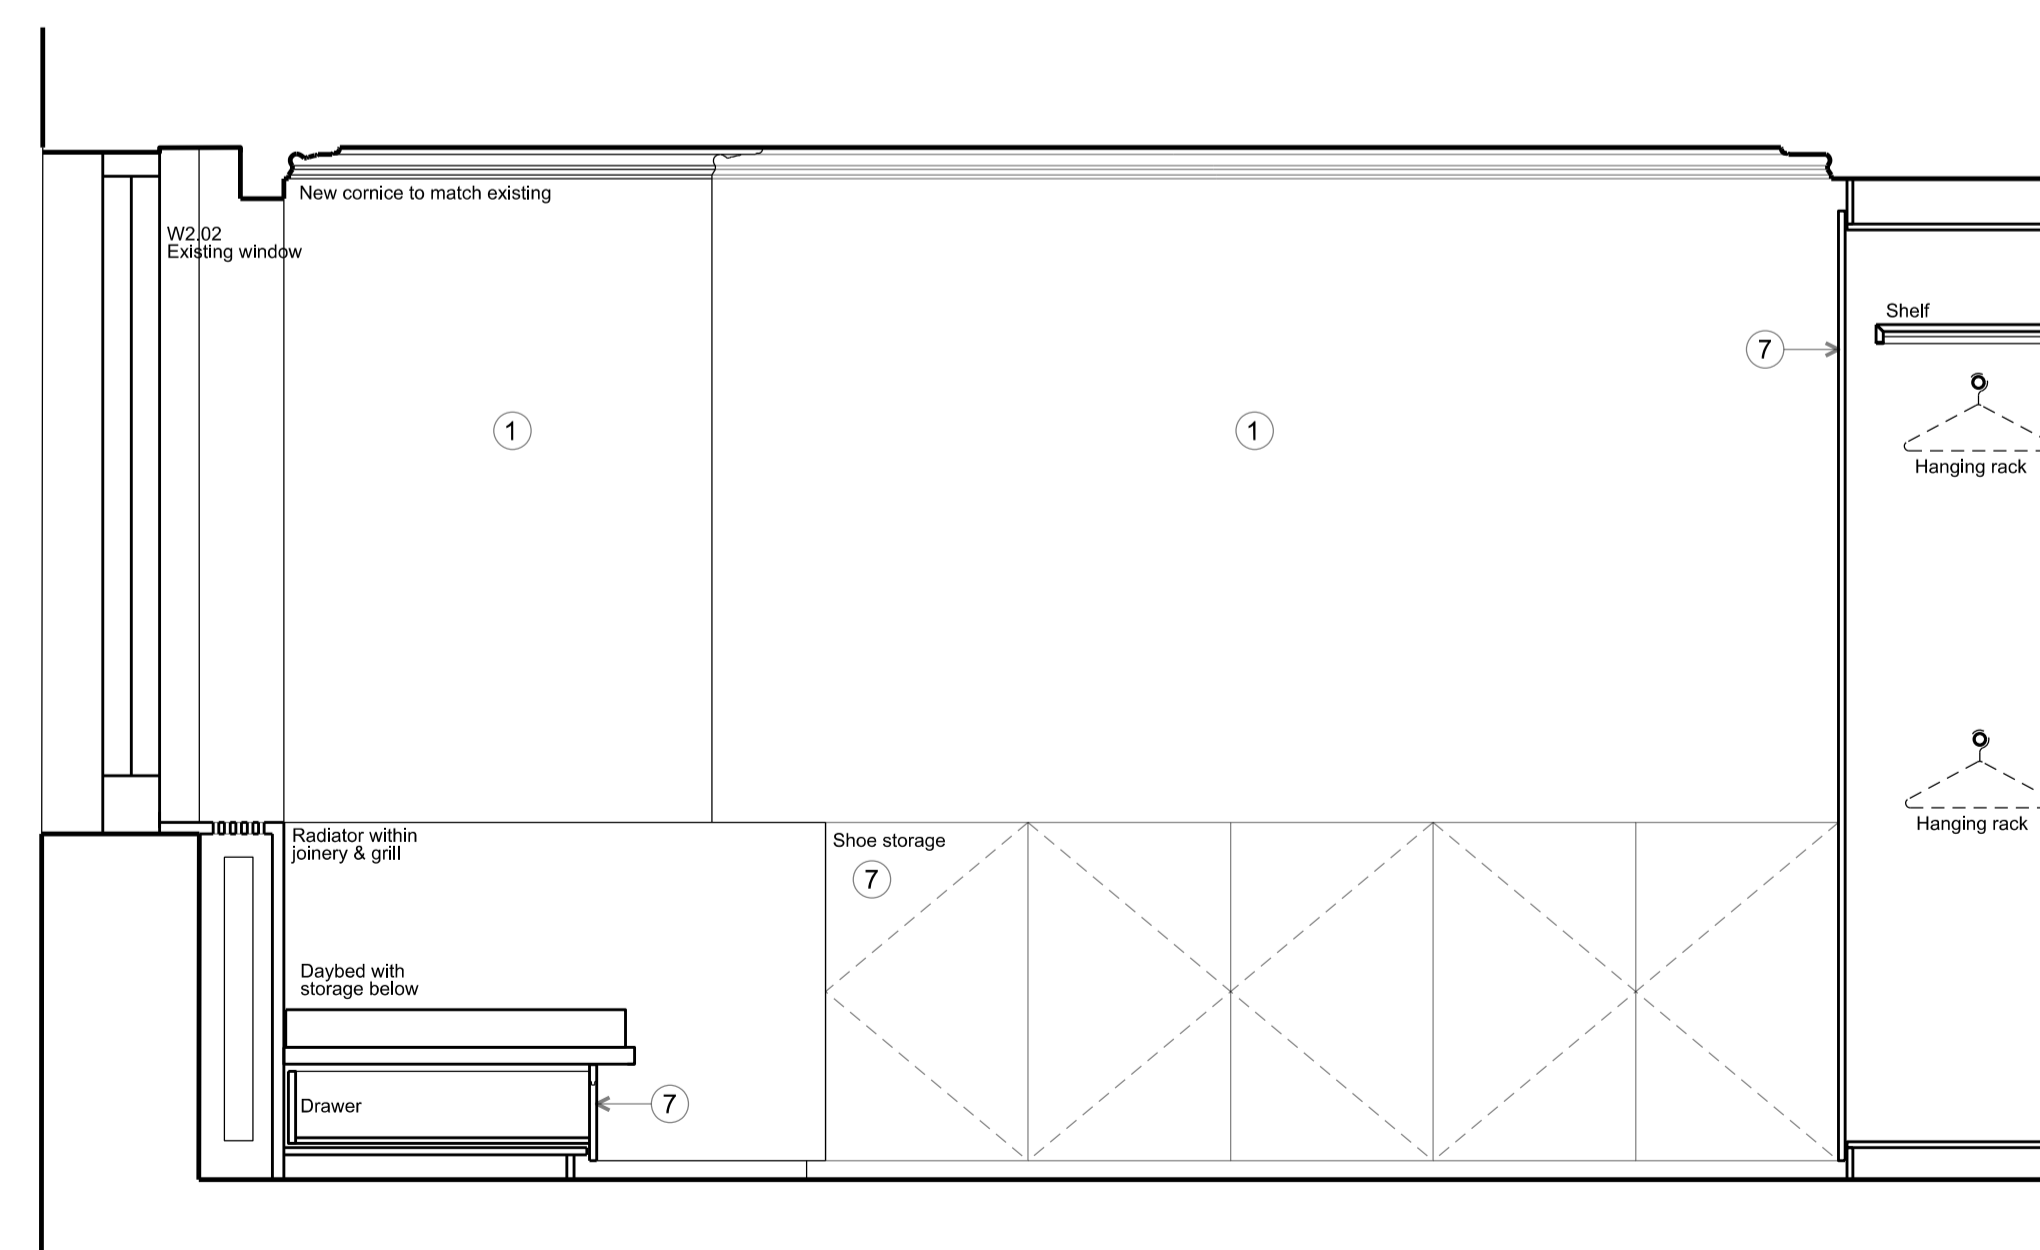 New cornice to match existing
W2.02
Existing window
Shelf
7
1
1
Hanging rack
Hanging rack
Radiator within
joinery & grill
Shoe storage
7
Daybed with
storage below
Drawer
7